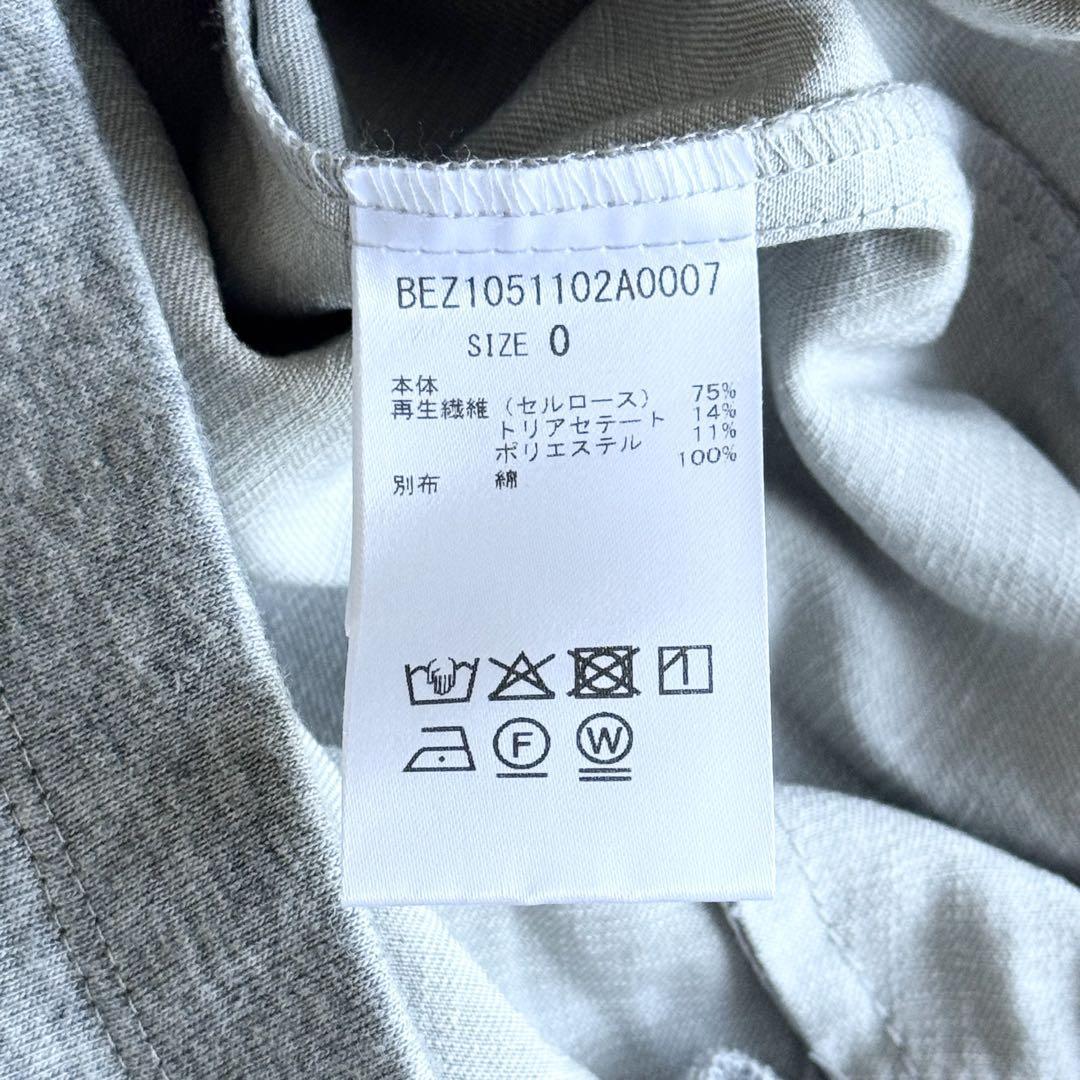 BEZ1051102A0007
SIZE 0
本体
再生繊維（セルロース） 75%
トリアセテート 14%
ポリエステル 11%
別布 綿 100%
F W